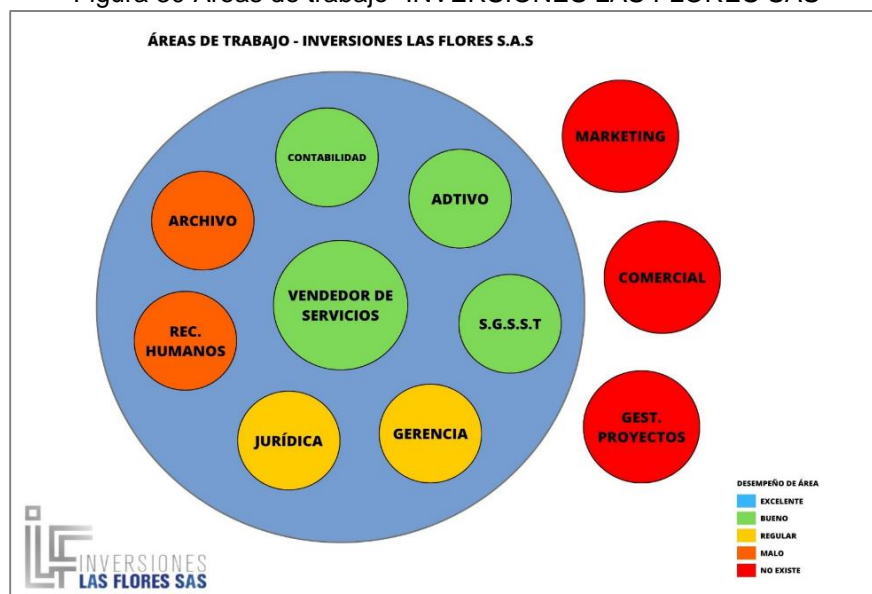 ÁREAS DE TRABAJO - INVERSIONES LAS FLORES S.A.S
CONTABILIDAD
MARKETING
ADTIVO
ARCHIVO
COMERCIAL
VENDEDOR DE
SERVICIOS
S.G.S.S.T
REC.
HUMANOS
GEST.
PROYECTOS
JURÍDICA
GERENCIA
DESEMPEÑO DE ÁREA
EXCELENTE
BUENO
REGULAR
MALO
NO EXISTE
INVERSIONES
LAS FLORES SAS